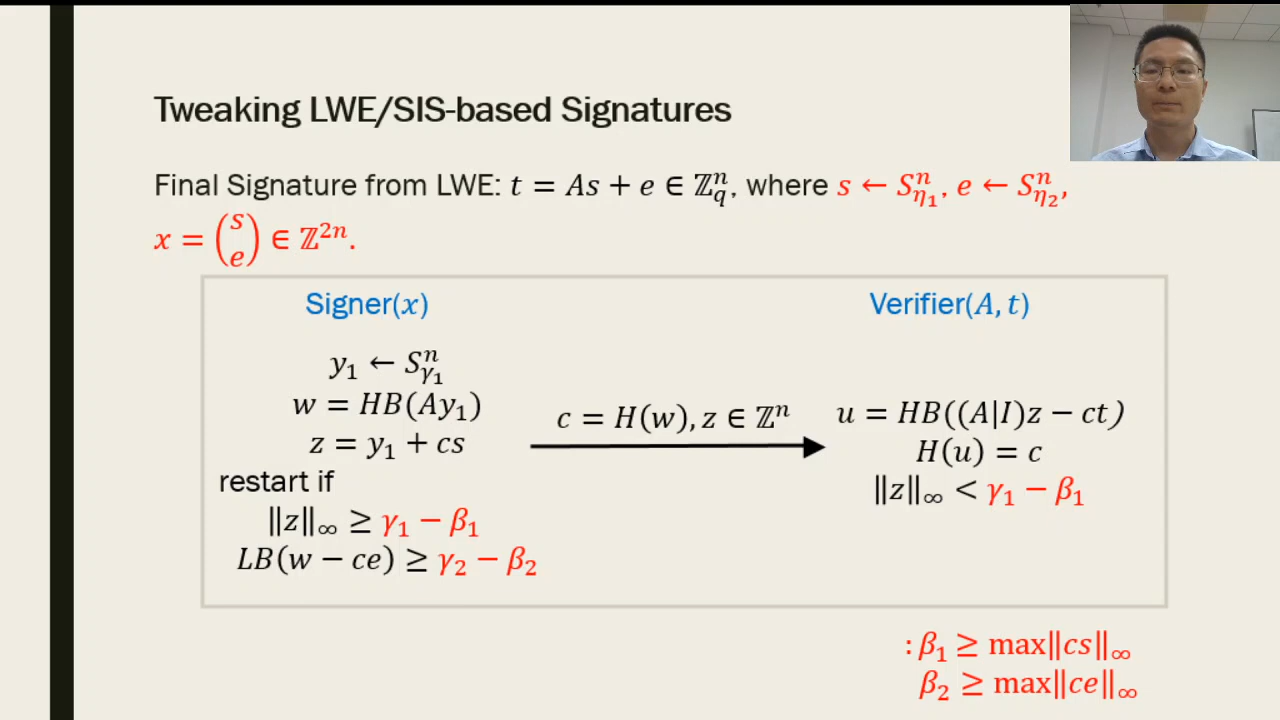 Tweaking LWE/SIS-based Signatures
Final Signature from LWE: t = As + e ∈ ℤ_q^n, where s ← S_{η₁}^n, e ← S_{η₂}^n,
x = (s e) ∈ ℤ^{2n}.
Signer(x)
Verifier(A, t)
y₁ ← S_{γ₁}^n
w = HB(Ay₁)
z = y₁ + cs
restart if
‖z‖_∞ ≥ γ₁ − β₁
LB(w − ce) ≥ γ₂ − β₂
c = H(w), z ∈ ℤ^n
u = HB((A|I)z − ct)
H(u) = c
‖z‖_∞ < γ₁ − β₁
: β₁ ≥ max‖cs‖_∞
β₂ ≥ max‖ce‖_∞